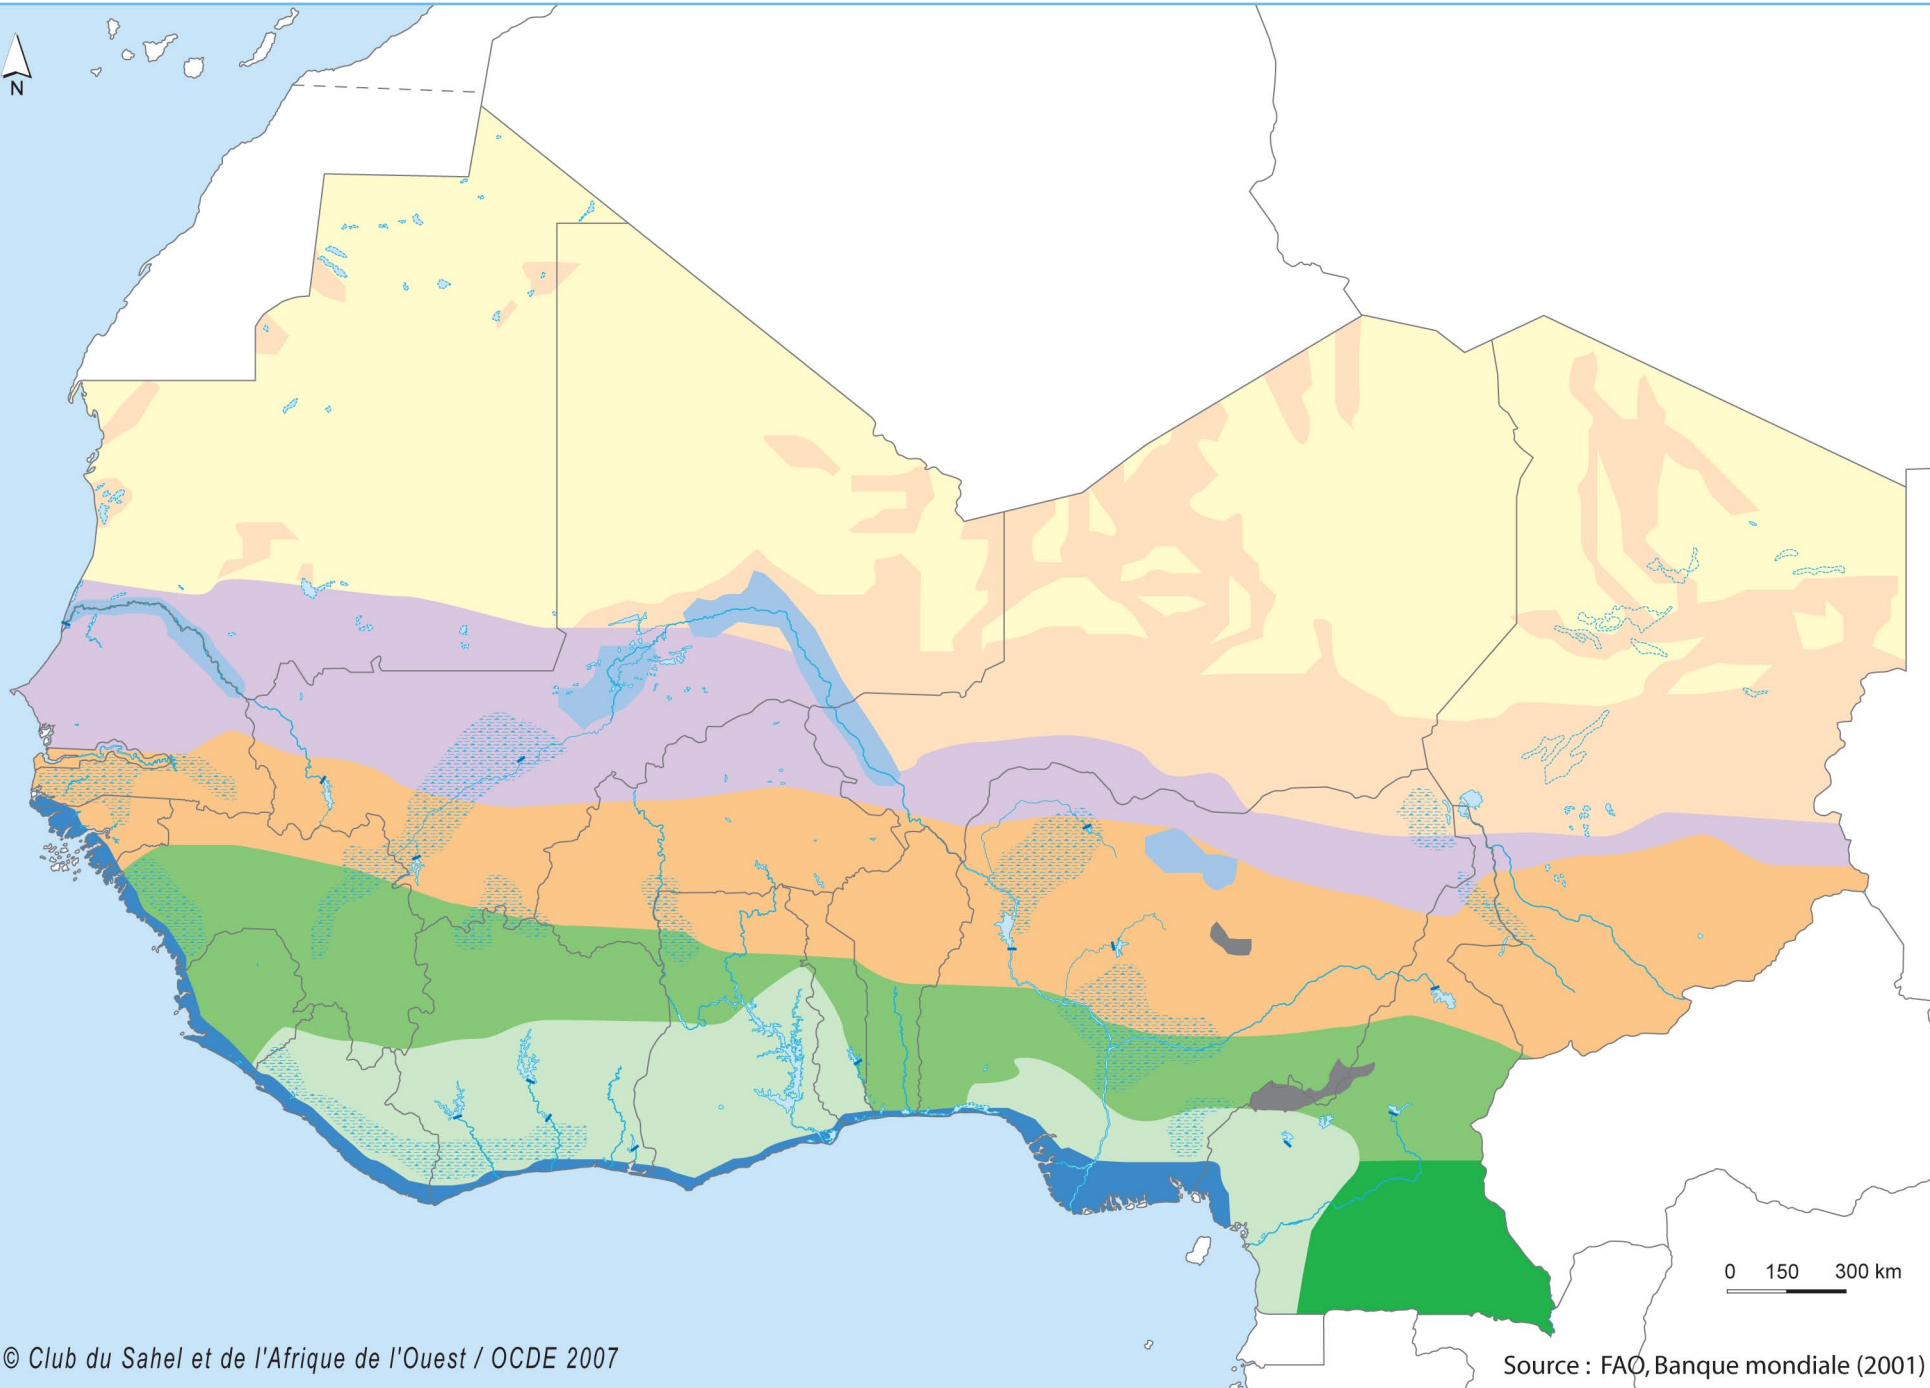 N
0 150 300 km
© Club du Sahel et de l'Afrique de l'Ouest / OCDE 2007
Source : FAO, Banque mondiale (2001)